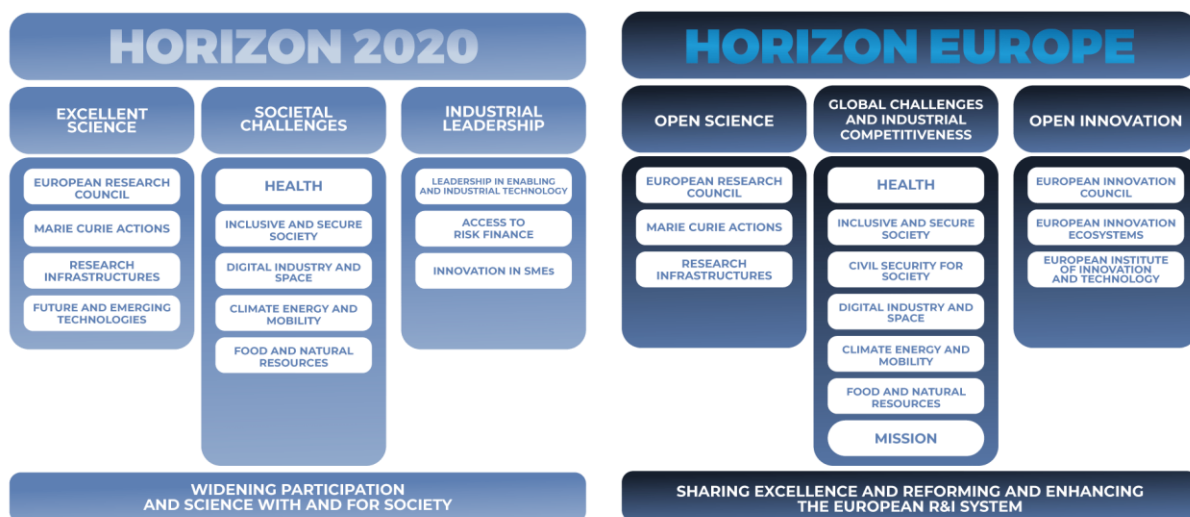 HORIZON 2020
EXCELLENT
SCIENCE
EUROPEAN RESEARCH
COUNCIL
MARIE CURIE ACTIONS
RESEARCH
INFRASTRUCTURES
FUTURE AND EMERGING
TECHNOLOGIES
SOCIETAL
CHALLENGES
HEALTH
INCLUSIVE AND SECURE
SOCIETY
DIGITAL INDUSTRY AND
SPACE
CLIMATE ENERGY AND
MOBILITY
FOOD AND NATURAL
RESOURCES
INDUSTRIAL
LEADERSHIP
LEADERSHIP IN ENABLING
AND INDUSTRIAL TECHNOLOGY
ACCESS TO
RISK FINANCE
INNOVATION IN SMEs
WIDENING PARTICIPATION
AND SCIENCE WITH AND FOR SOCIETY
HORIZON EUROPE
OPEN SCIENCE
EUROPEAN RESEARCH
COUNCIL
MARIE CURIE ACTIONS
RESEARCH
INFRASTRUCTURES
GLOBAL CHALLENGES
AND INDUSTRIAL
COMPETITIVENESS
HEALTH
INCLUSIVE AND SECURE
SOCIETY
CIVIL SECURITY FOR
SOCIETY
DIGITAL INDUSTRY AND
SPACE
CLIMATE ENERGY AND
MOBILITY
FOOD AND NATURAL
RESOURCES
MISSION
OPEN INNOVATION
EUROPEAN INNOVATION
COUNCIL
EUROPEAN INNOVATION
ECOSYSTEMS
EUROPEAN INSTITUTE
OF INNOVATION
AND TECHNOLOGY
SHARING EXCELLENCE AND REFORMING AND ENHANCING
THE EUROPEAN R&I SYSTEM